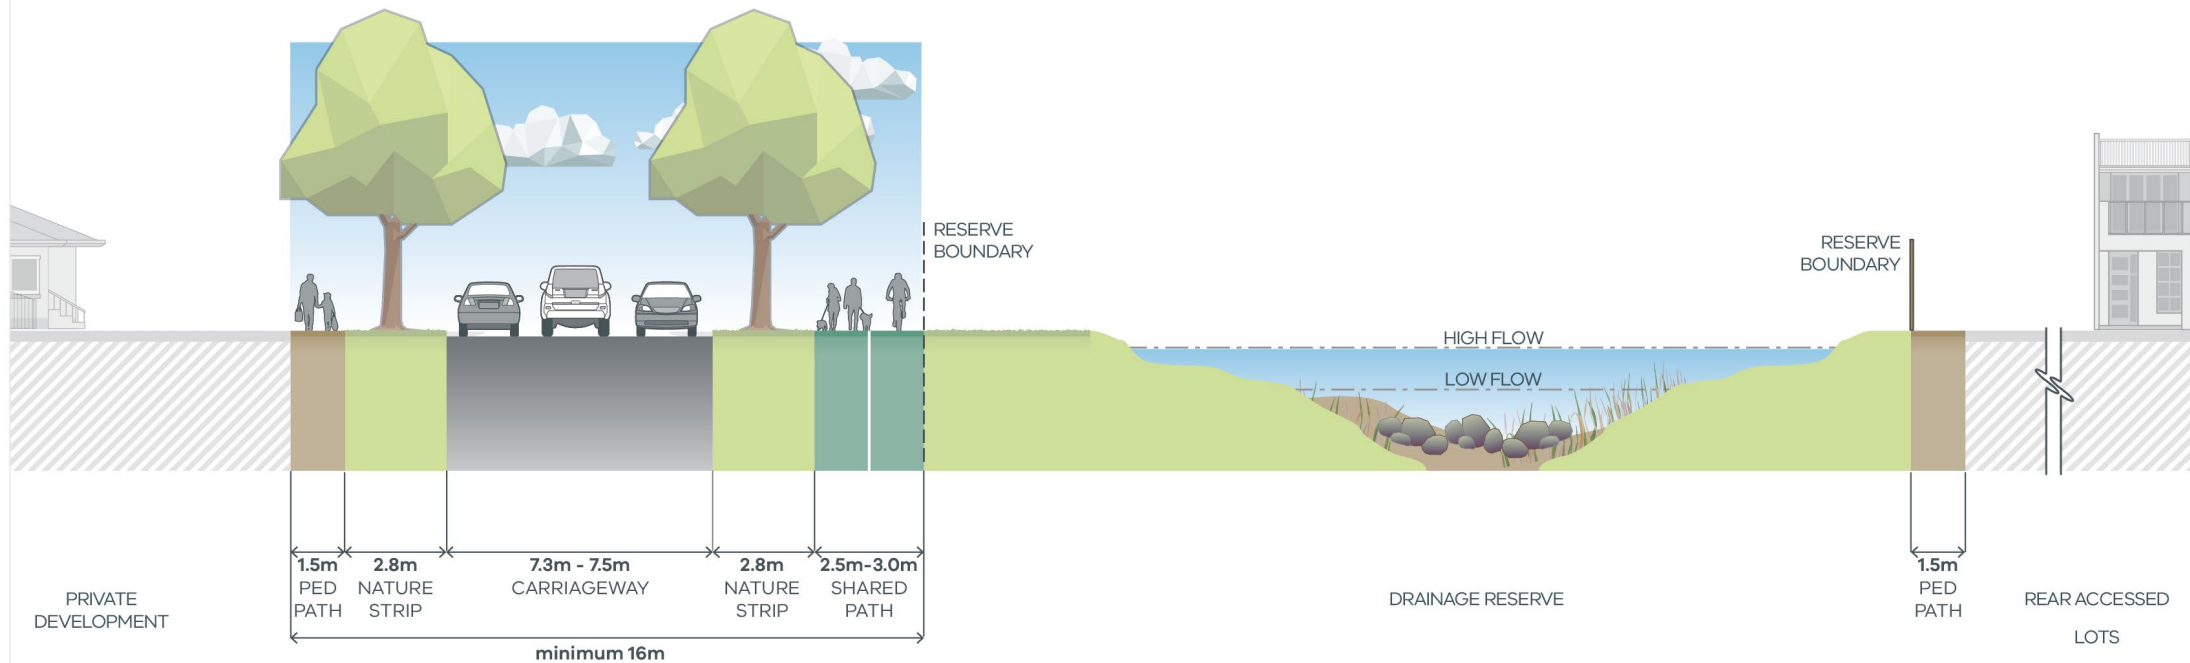 RESERVE
BOUNDARY
RESERVE
BOUNDARY
HIGH FLOW
LOW FLOW
1.5m
PED
PATH
2.8m
NATURE
STRIP
7.3m - 7.5m
CARRIAGEWAY
2.8m
NATURE
STRIP
2.5m-3.0m
SHARED
PATH
1.5m
PED
PATH
PRIVATE
DEVELOPMENT
DRAINAGE RESERVE
REAR ACCESSED
LOTS
minimum 16m